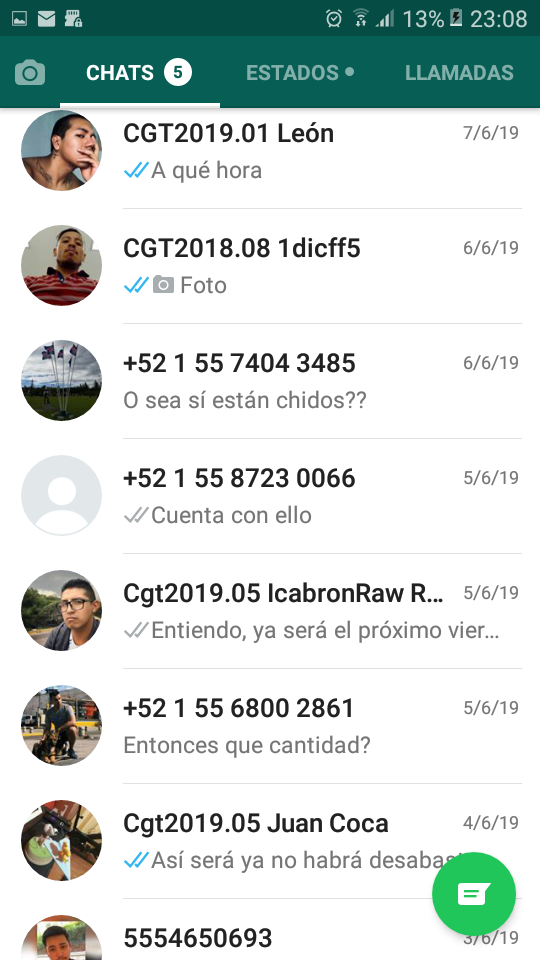 13% 23:08
CHATS 5 ESTADOS LLAMADAS
CGT2019.01 León 7/6/19
A qué hora
CGT2018.08 1dicff5 6/6/19
Foto
+52 1 55 7404 3485 6/6/19
O sea sí están chidos??
+52 1 55 8723 0066 5/6/19
Cuenta con ello
Cgt2019.05 IcabronRaw R... 5/6/19
Entiendo, ya será el próximo vier...
+52 1 55 6800 2861 5/6/19
Entonces que cantidad?
Cgt2019.05 Juan Coca 4/6/19
Así será ya no habrá desabast
5554650693 3/6/19